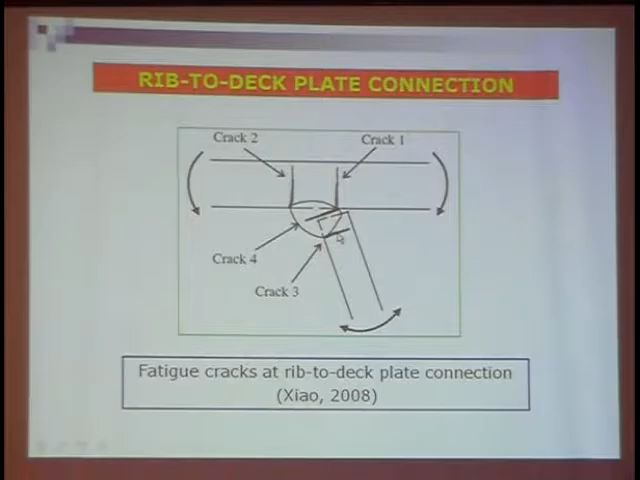 RIB-TO-DECK PLATE CONNECTION
Crack 2
Crack 1
Crack 4
Crack 3
Fatigue cracks at rib-to-deck plate connection
(Xiao, 2008)